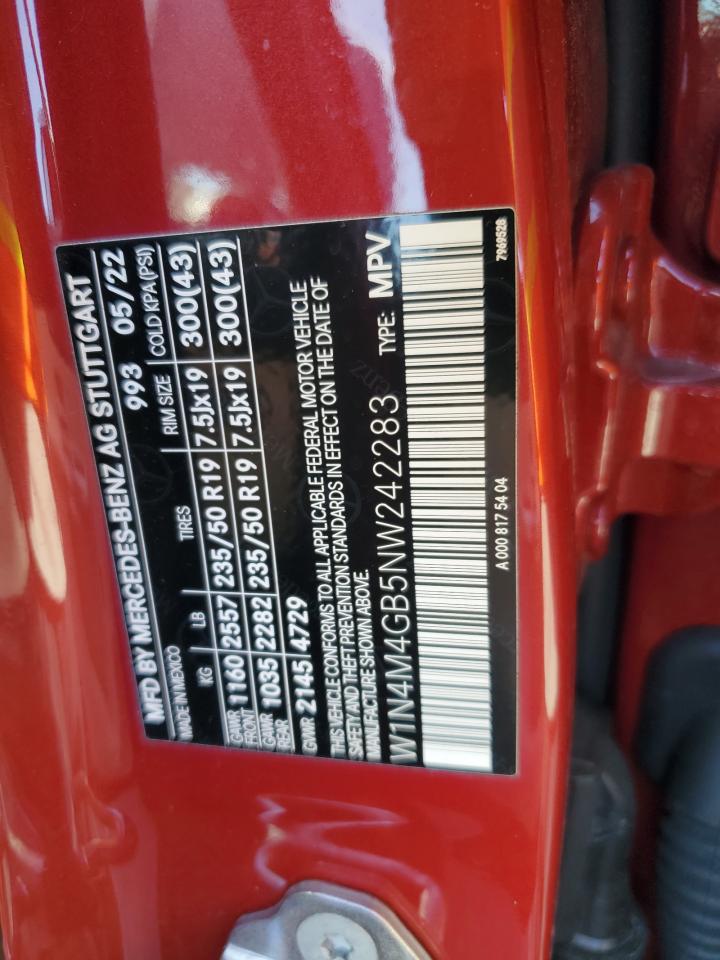 MFD BY MERCEDES-BENZ AG STUTTGART
MADE IN MEXICO 993 05/22
KG LB TIRES RIM SIZE COLD KPA(PSI)
GAWR FRONT 1160 2557 235/50 R19 7.5Jx19 300(43)
GAWR REAR 1035 2282 235/50 R19 7.5Jx19 300(43)
GVWR 2145 4729
THIS VEHICLE CONFORMS TO ALL APPLICABLE FEDERAL MOTOR VEHICLE
SAFETY AND THEFT PREVENTION STANDARDS IN EFFECT ON THE DATE OF
MANUFACTURE SHOWN ABOVE.
W1N4M4GB5NW242283 TYPE: MPV
A 000 817 54 04 7969528